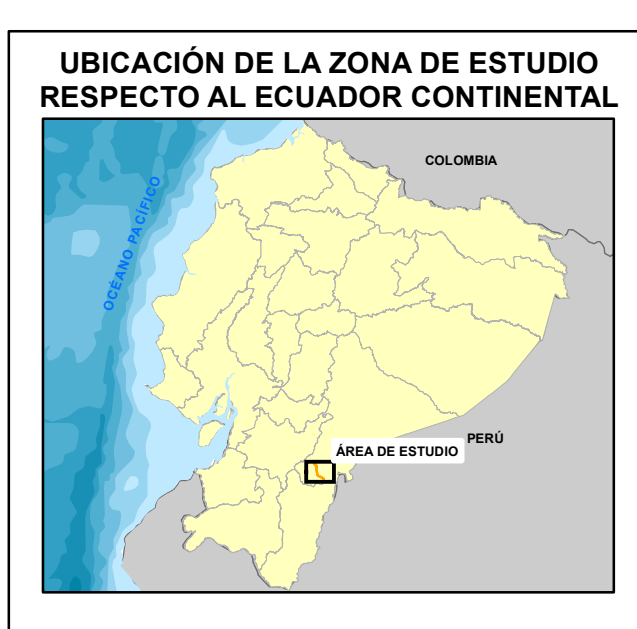 UBICACIÓN DE LA ZONA DE ESTUDIO
RESPECTO AL ECUADOR CONTINENTAL
COLOMBIA
OCÉANO PACÍFICO
PERÚ
ÁREA DE ESTUDIO